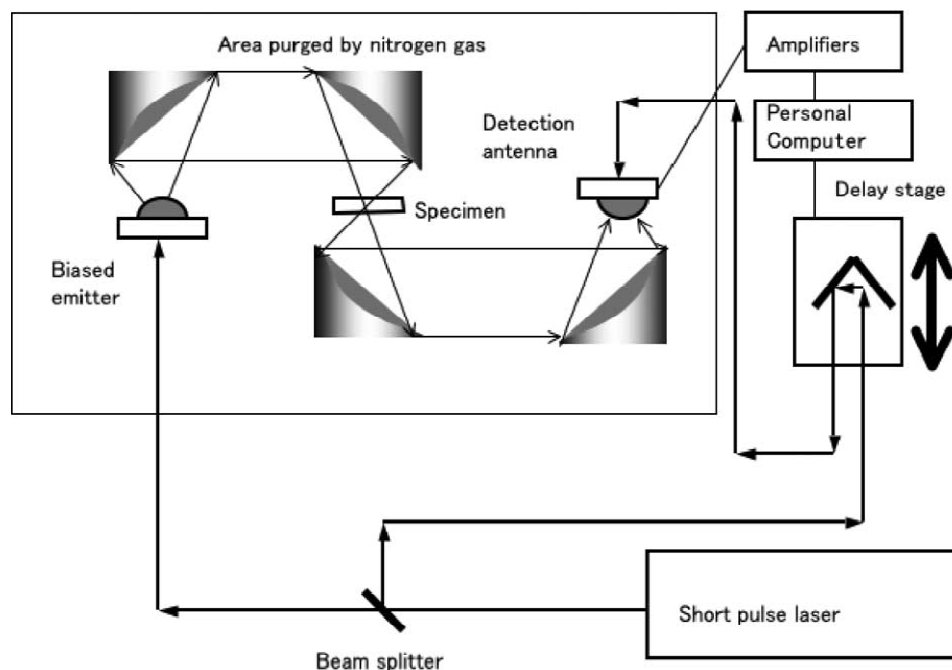 Area purged by nitrogen gas
Amplifiers
Detection
antenna
Personal
Computer
Delay stage
Specimen
Biased
emitter
Short pulse laser
Beam splitter